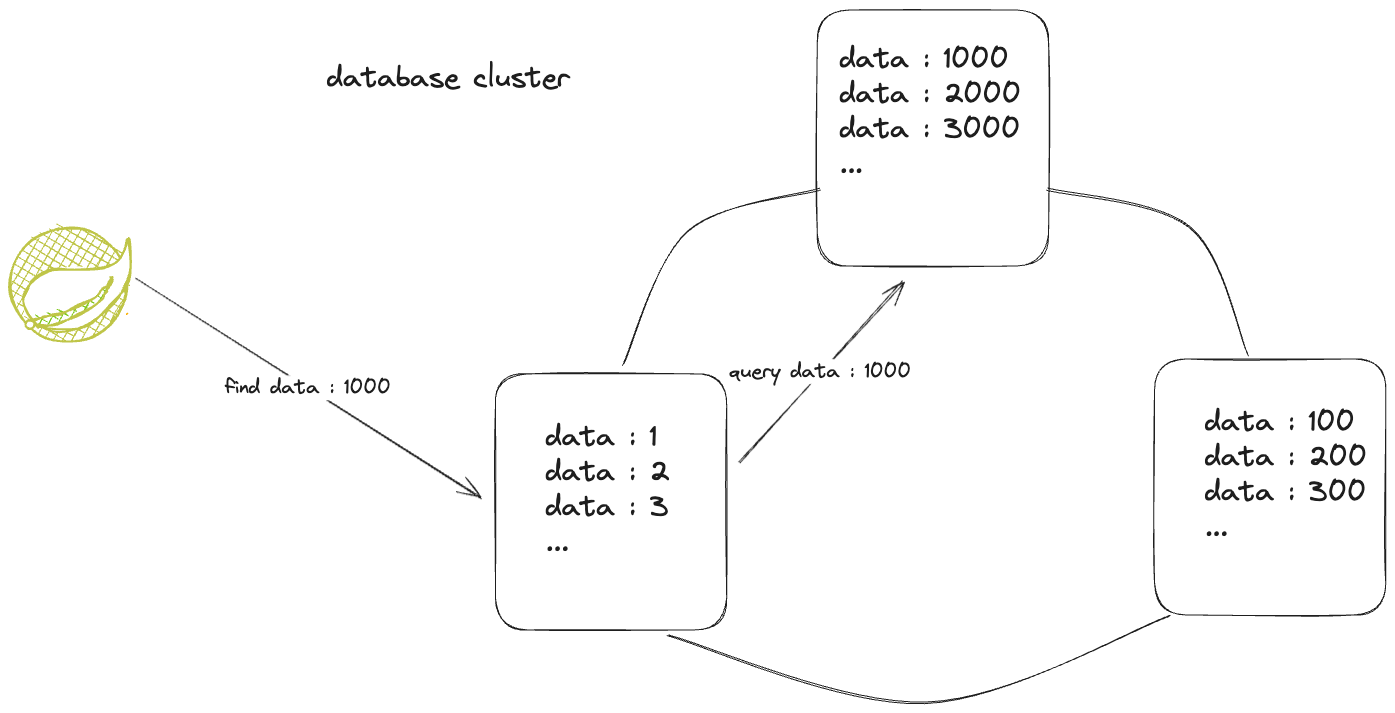 database cluster
data : 1000
data : 2000
data : 3000
...
find data : 1000
query data : 1000
data : 1
data : 2
data : 3
...
data : 100
data : 200
data : 300
...